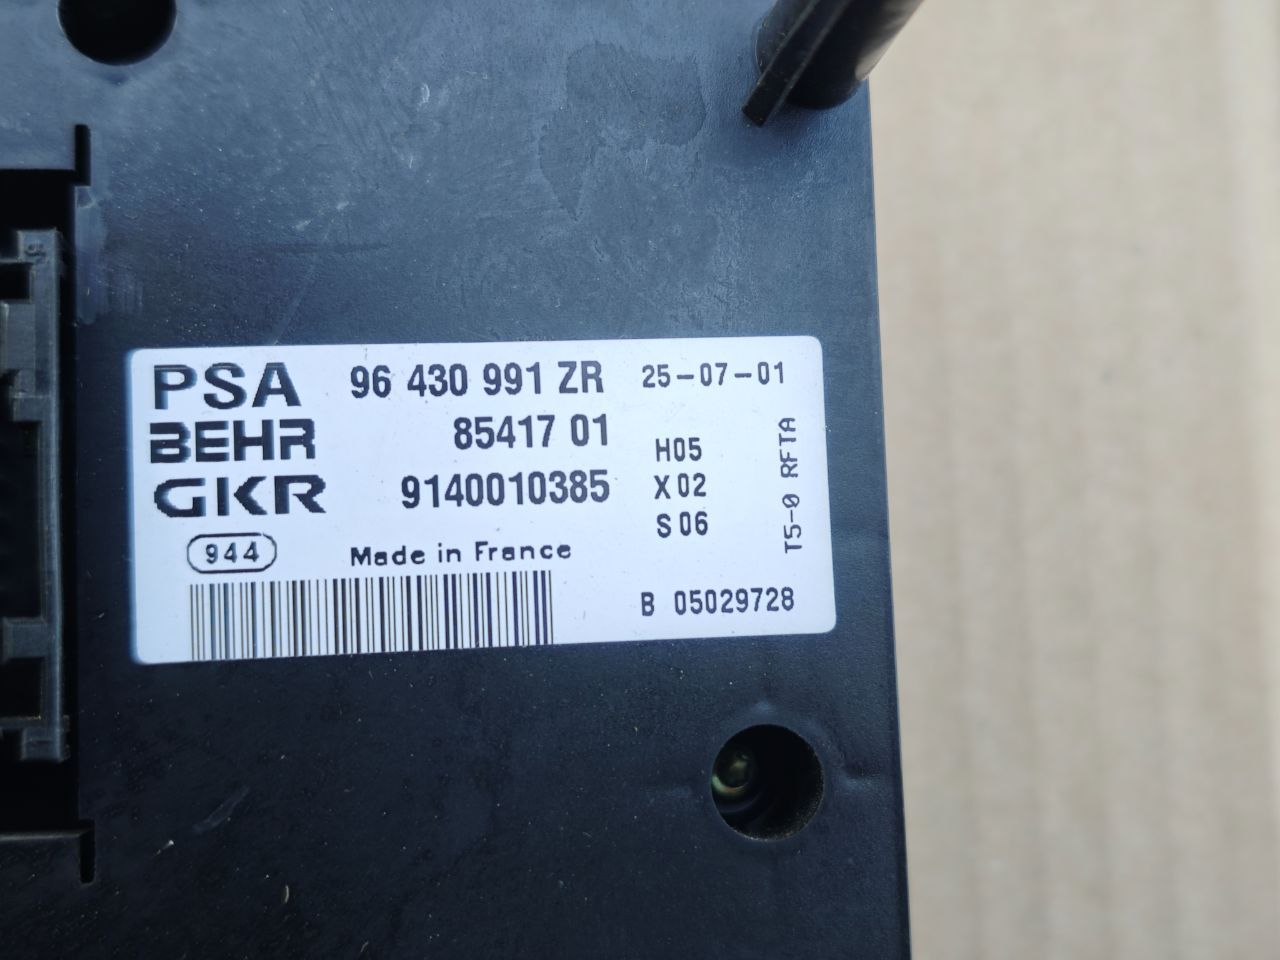 PSA 96 430 991 ZR 25-07-01
BEHR 85417 01
GKR 9140010385
H05
X02
S06
T5-0 RFTA
944 Made in France
B 05029728